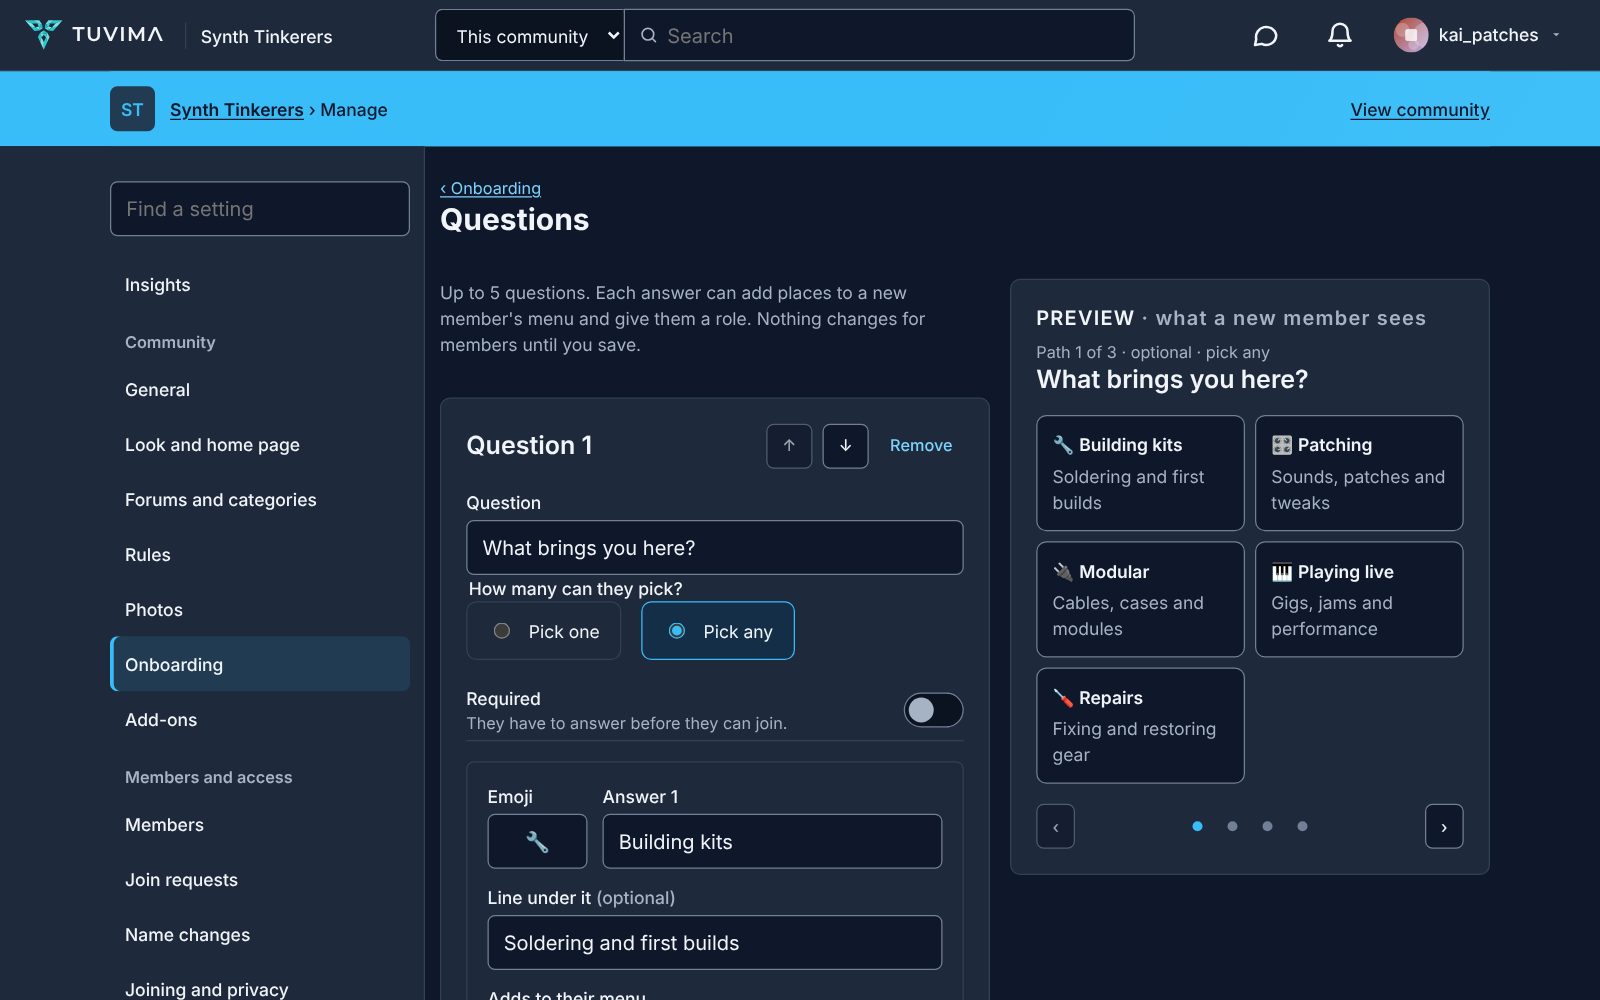 TUVIMA
Synth Tinkerers
This community
Search
kai_patches
ST
Synth Tinkerers › Manage
View community
Find a setting
Insights
Community
General
Look and home page
Forums and categories
Rules
Photos
Onboarding
Add-ons
Members and access
Members
Join requests
Name changes
Joining and privacy
‹ Onboarding
Questions
Up to 5 questions. Each answer can add places to a new
member's menu and give them a role. Nothing changes for
members until you save.
Question 1
↑
↓
Remove
Question
What brings you here?
How many can they pick?
Pick one
Pick any
Required
They have to answer before they can join.
Emoji
Answer 1
Building kits
Line under it (optional)
Soldering and first builds
Adds to their menu
PREVIEW · what a new member sees
Path 1 of 3 · optional · pick any
What brings you here?
Building kits
Soldering and first
builds
Patching
Sounds, patches and
tweaks
Modular
Cables, cases and
modules
Playing live
Gigs, jams and
performance
Repairs
Fixing and restoring
gear
‹
›